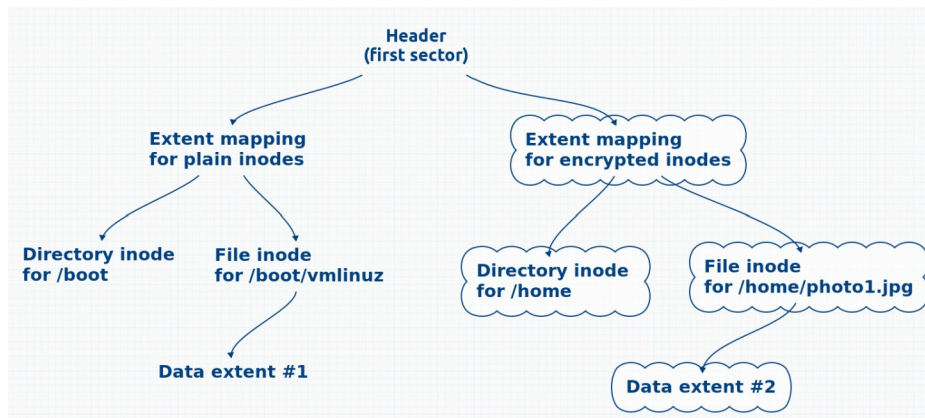 Header
(first sector)
Extent mapping
for plain inodes
Extent mapping
for encrypted inodes
Directory inode
for /boot
File inode
for /boot/vmlinuz
Directory inode
for /home
File inode
for /home/photo1.jpg
Data extent #1
Data extent #2